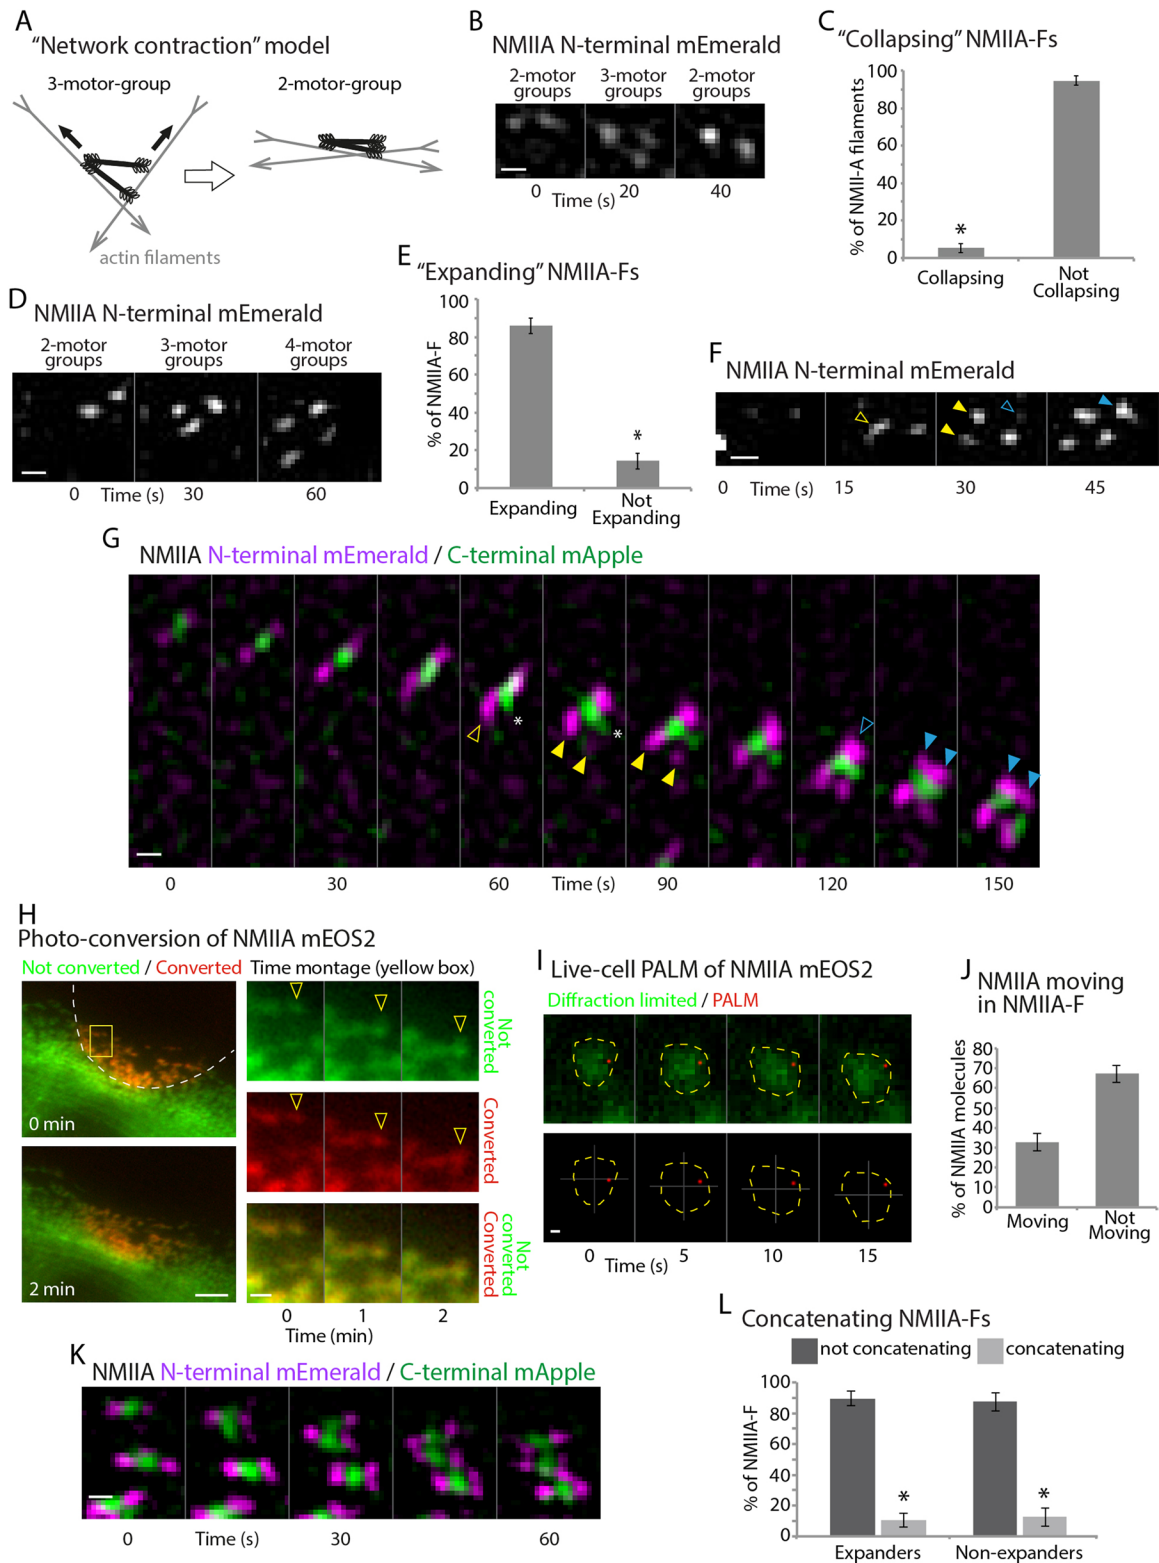 A
"Network contraction" model
3-motor-group
2-motor-group
actin filaments
B
NMIIA N-terminal mEmerald
2-motor groups
3-motor groups
2-motor groups
0
20
40
Time (s)
C
"Collapsing" NMIIA-Fs
% of NMII-A filaments
100
80
60
40
20
0
*
Collapsing
Not Collapsing
D
NMIIA N-terminal mEmerald
2-motor groups
3-motor groups
4-motor groups
0
Time (s)
30
60
E
"Expanding" NMIIA-Fs
% of NMIIA-F
100
80
60
40
20
0
*
Expanding
Not Expanding
F
NMIIA N-terminal mEmerald
0
Time (s)
15
30
45
G
NMIIA N-terminal mEmerald / C-terminal mApple
*
*
0
30
60
Time (s)
90
120
150
H
Photo-conversion of NMIIA mEOS2
Not converted / Converted
Time montage (yellow box)
0 min
2 min
Not converted
Converted
Not converted
Converted
0
1
2
Time (min)
I
Live-cell PALM of NMIIA mEOS2
Diffraction limited / PALM
0
5
10
15
Time (s)
J
NMIIA moving
in NMIIA-F
% of NMIIA molecules
80
70
60
50
40
30
20
10
0
Moving
Not Moving
K
NMIIA N-terminal mEmerald / C-terminal mApple
0
Time (s)
30
60
L
Concatenating NMIIA-Fs
not concatenating
concatenating
% of NMIIA-F
100
80
60
40
20
0
*
*
Expanders
Non-expanders